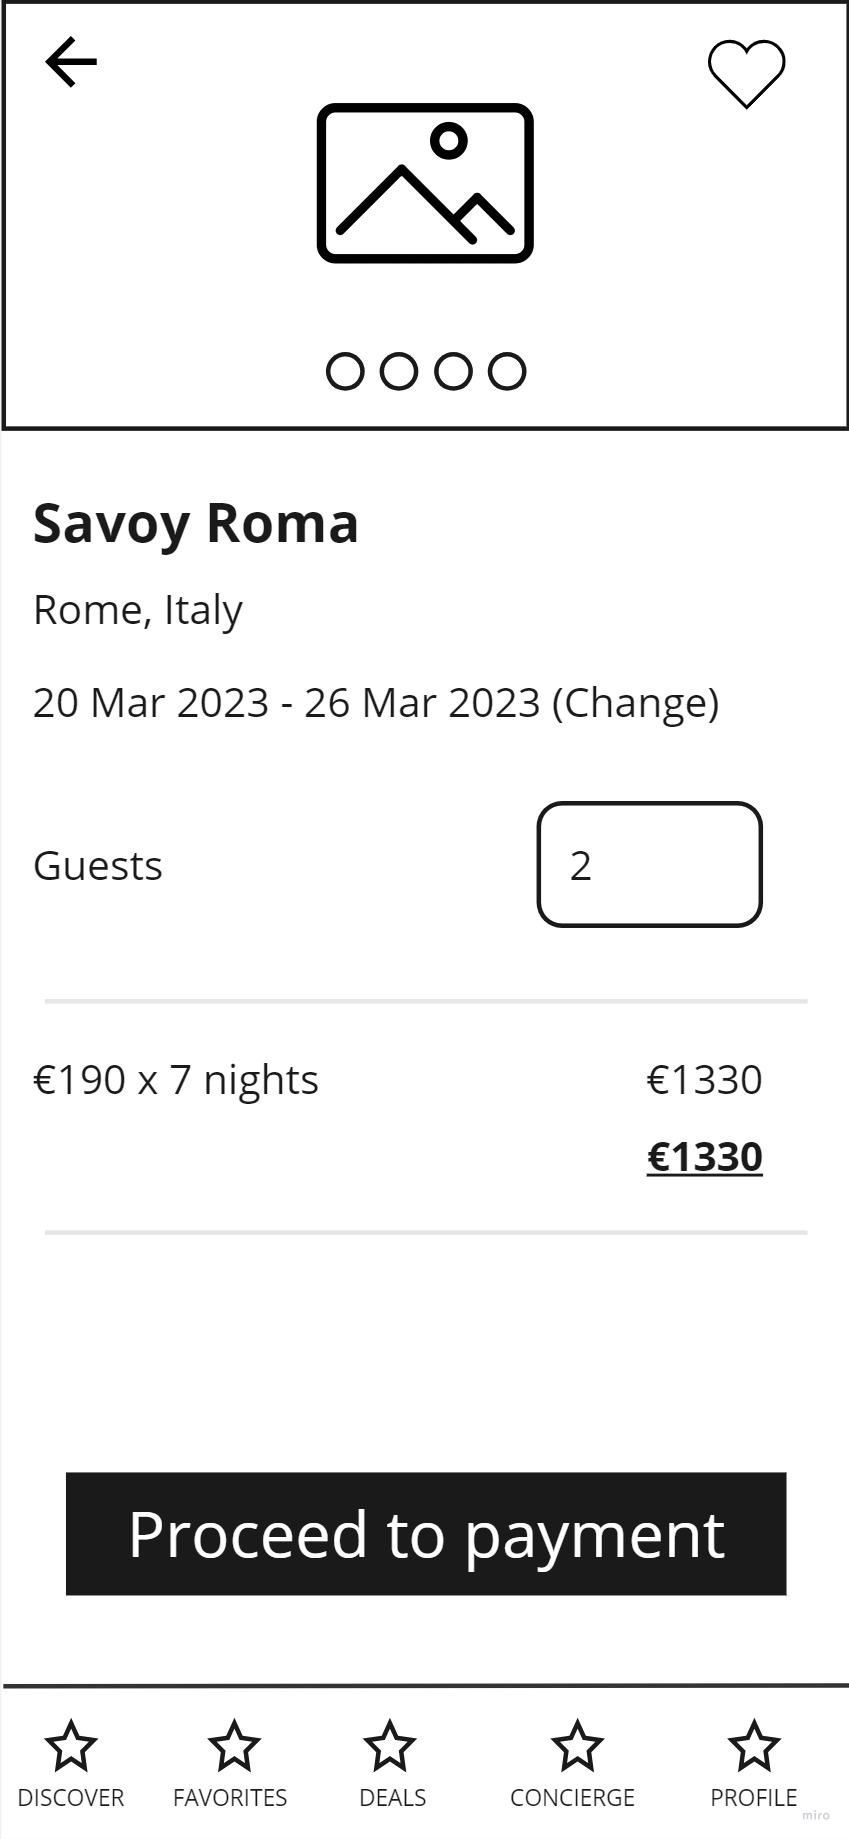 Savoy Roma
Rome, Italy
20 Mar 2023 - 26 Mar 2023 (Change)
Guests 2
€190 x 7 nights €1330
€1330
Proceed to payment
DISCOVER FAVORITES DEALS CONCIERGE PROFILE
miro